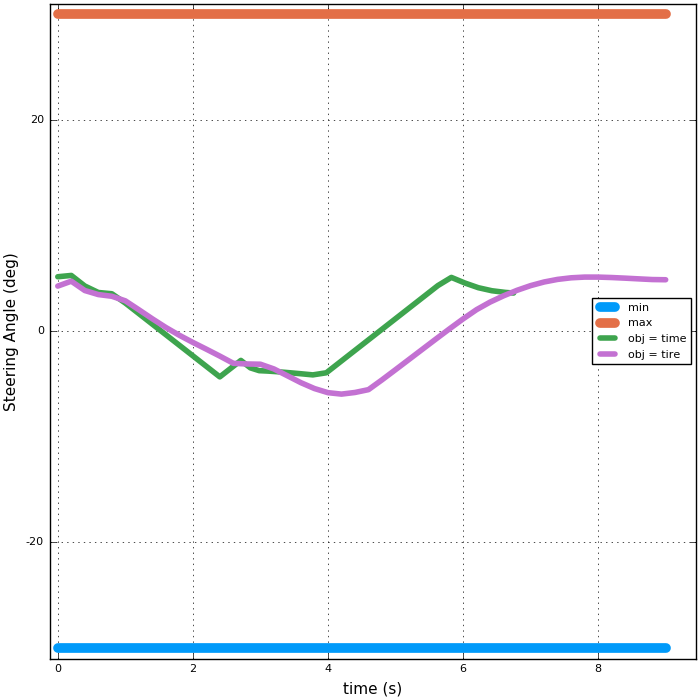 Steering Angle (deg)
20
0
-20
0 2 4 6 8
time (s)
min
max
obj = time
obj = tire